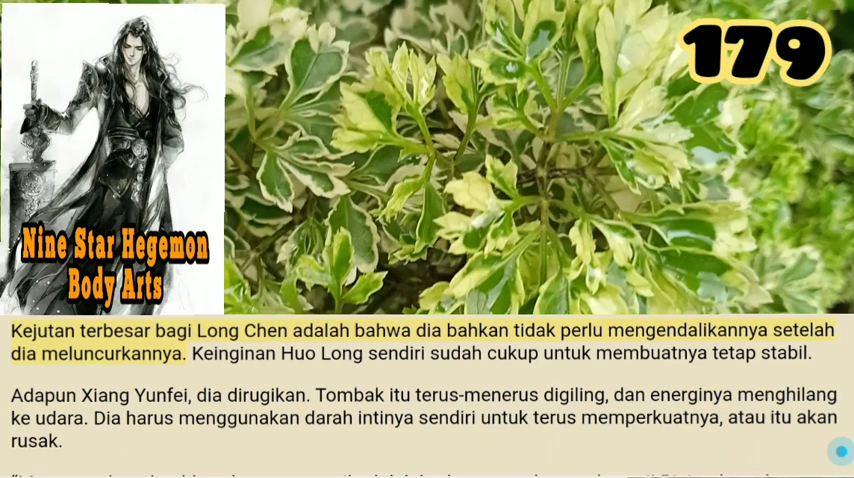 179
Nine Star Hegemon
Body Arts
Kejutan terbesar bagi Long Chen adalah bahwa dia bahkan tidak perlu mengendalikannya setelah
dia meluncurkannya. Keinginan Huo Long sendiri sudah cukup untuk membuatnya tetap stabil.
Adapun Xiang Yunfei, dia dirugikan. Tombak itu terus-menerus digiling, dan energinya menghilang
ke udara. Dia harus menggunakan darah intinya sendiri untuk terus memperkuatnya, atau itu akan
rusak.